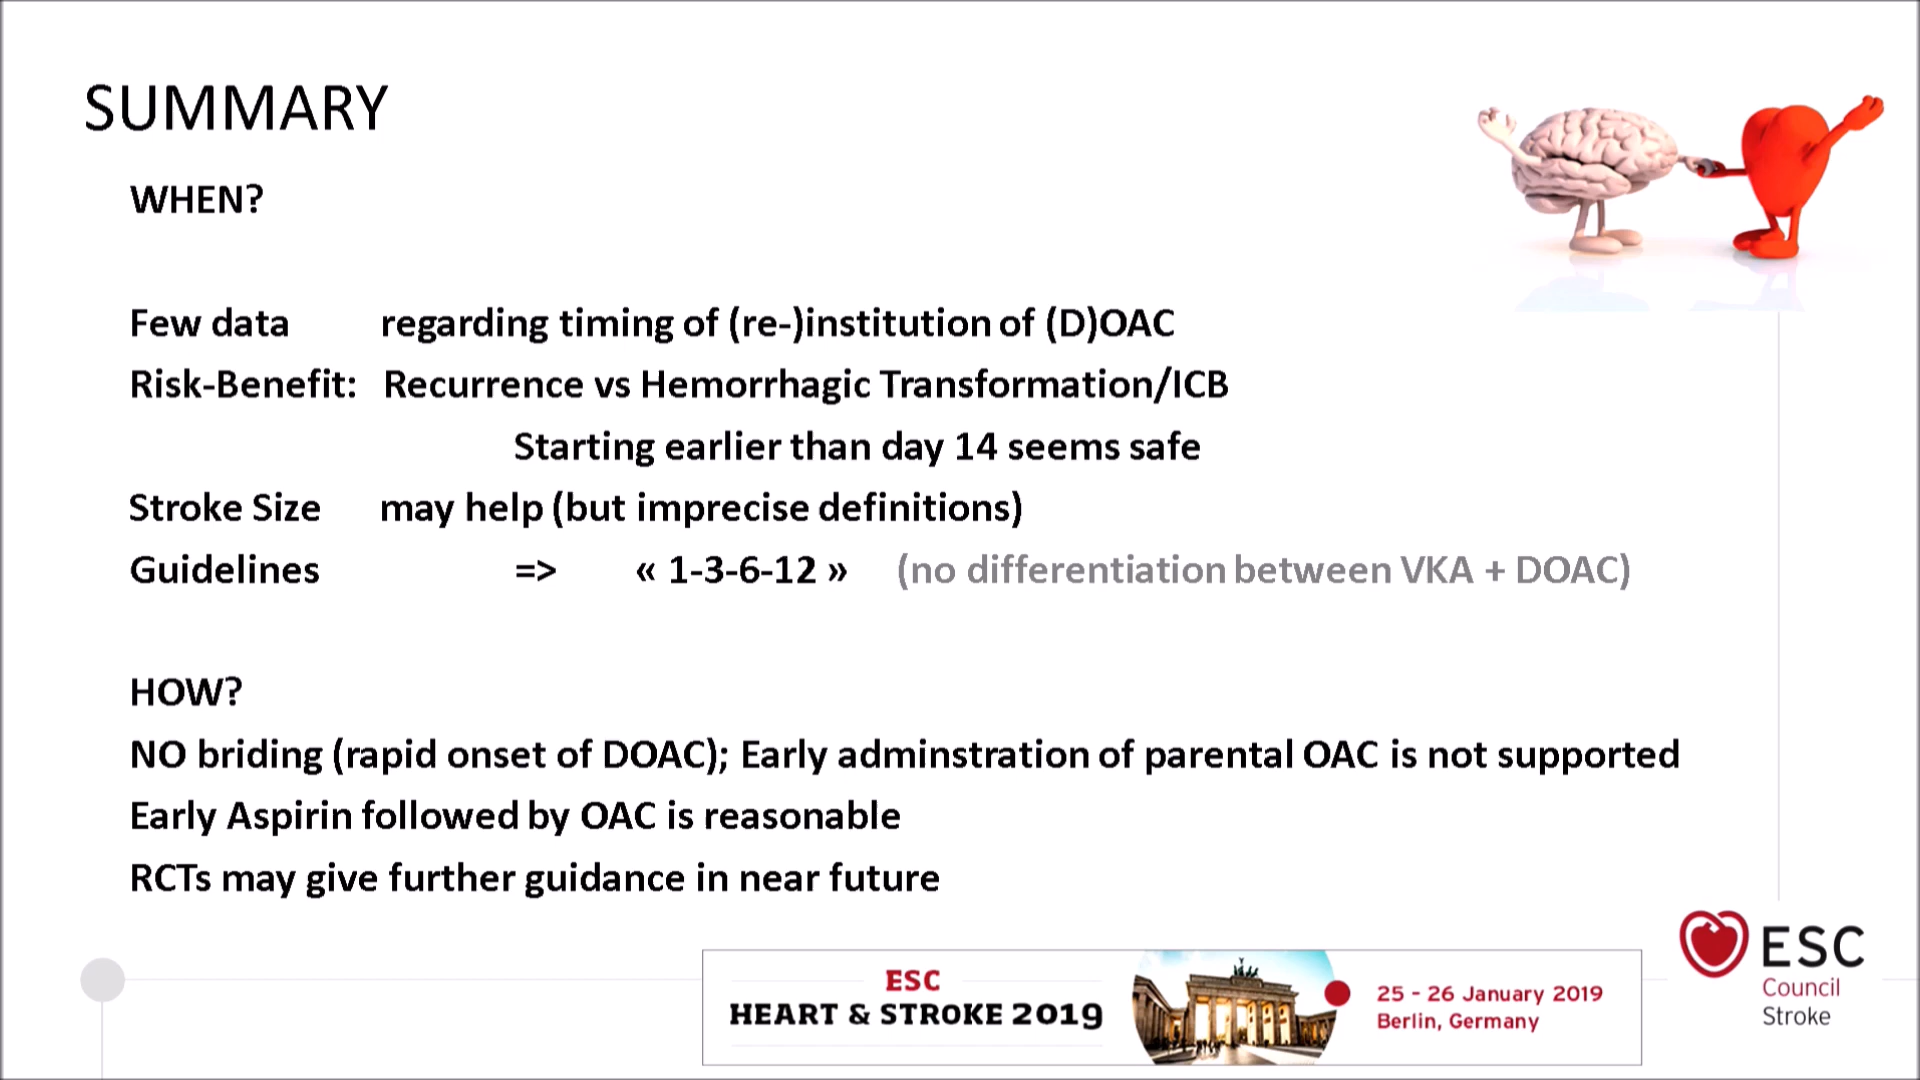 SUMMARY
WHEN?
Few data regarding timing of (re-)institution of (D)OAC
Risk-Benefit: Recurrence vs Hemorrhagic Transformation/ICB
Starting earlier than day 14 seems safe
Stroke Size may help (but imprecise definitions)
Guidelines => « 1-3-6-12 » (no differentiation between VKA + DOAC)
HOW?
NO briding (rapid onset of DOAC); Early adminstration of parental OAC is not supported
Early Aspirin followed by OAC is reasonable
RCTs may give further guidance in near future
ESC
HEART & STROKE 2019
25 - 26 January 2019
Berlin, Germany
ESC
Council
Stroke